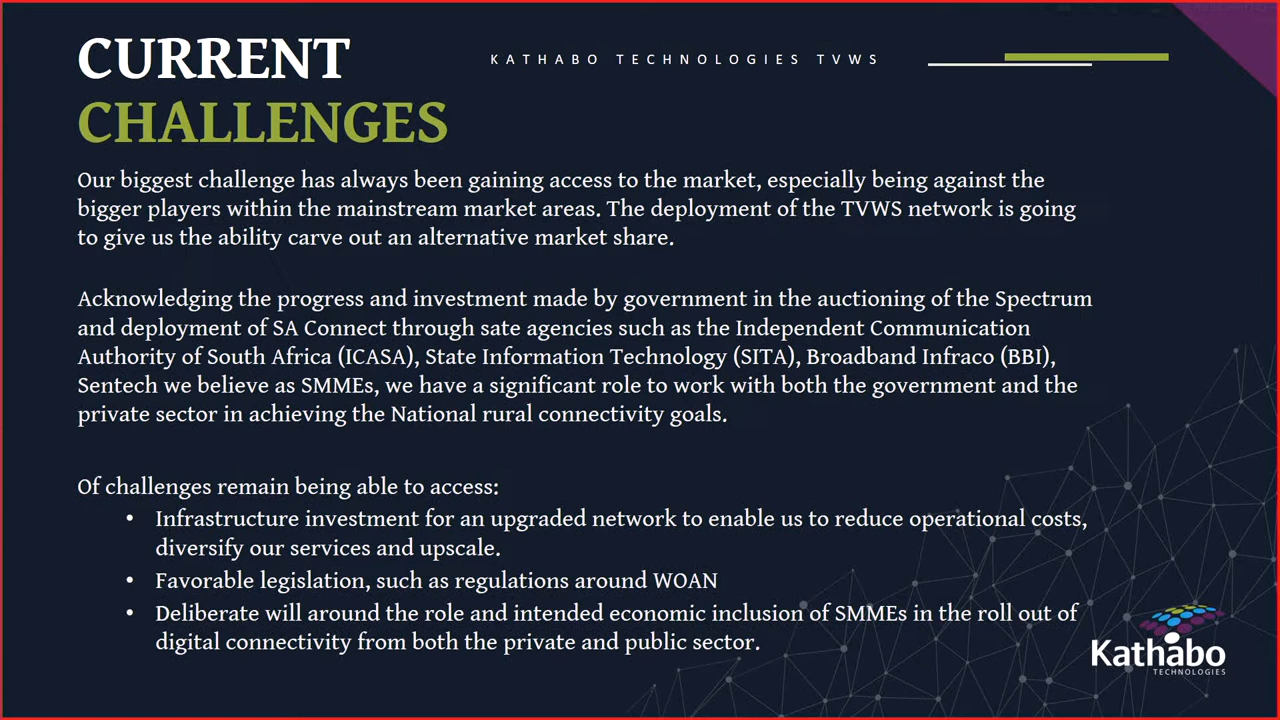 CURRENT
CHALLENGES
KATHABO TECHNOLOGIES TVWS
Our biggest challenge has always been gaining access to the market, especially being against the
bigger players within the mainstream market areas. The deployment of the TVWS network is going
to give us the ability carve out an alternative market share.
Acknowledging the progress and investment made by government in the auctioning of the Spectrum
and deployment of SA Connect through sate agencies such as the Independent Communication
Authority of South Africa (ICASA), State Information Technology (SITA), Broadband Infraco (BBI),
Sentech we believe as SMMEs, we have a significant role to work with both the government and the
private sector in achieving the National rural connectivity goals.
Of challenges remain being able to access:
• Infrastructure investment for an upgraded network to enable us to reduce operational costs,
diversify our services and upscale.
• Favorable legislation, such as regulations around WOAN
• Deliberate will around the role and intended economic inclusion of SMMEs in the roll out of
digital connectivity from both the private and public sector.
Kathabo
TECHNOLOGIES